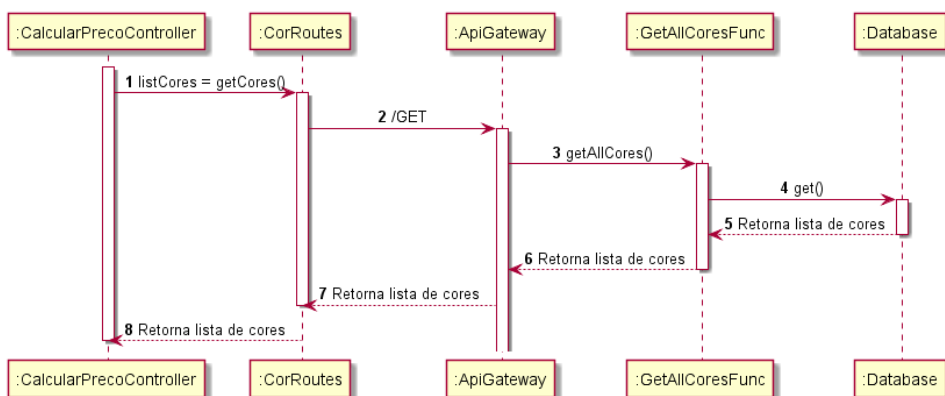 :CalcularPrecoController
:CorRoutes
:ApiGateway
:GetAllCoresFunc
:Database
1 listCores = getCores()
2 /GET
3 getAllCores()
4 get()
5 Retorna lista de cores
6 Retorna lista de cores
7 Retorna lista de cores
8 Retorna lista de cores
:CalcularPrecoController
:CorRoutes
:ApiGateway
:GetAllCoresFunc
:Database